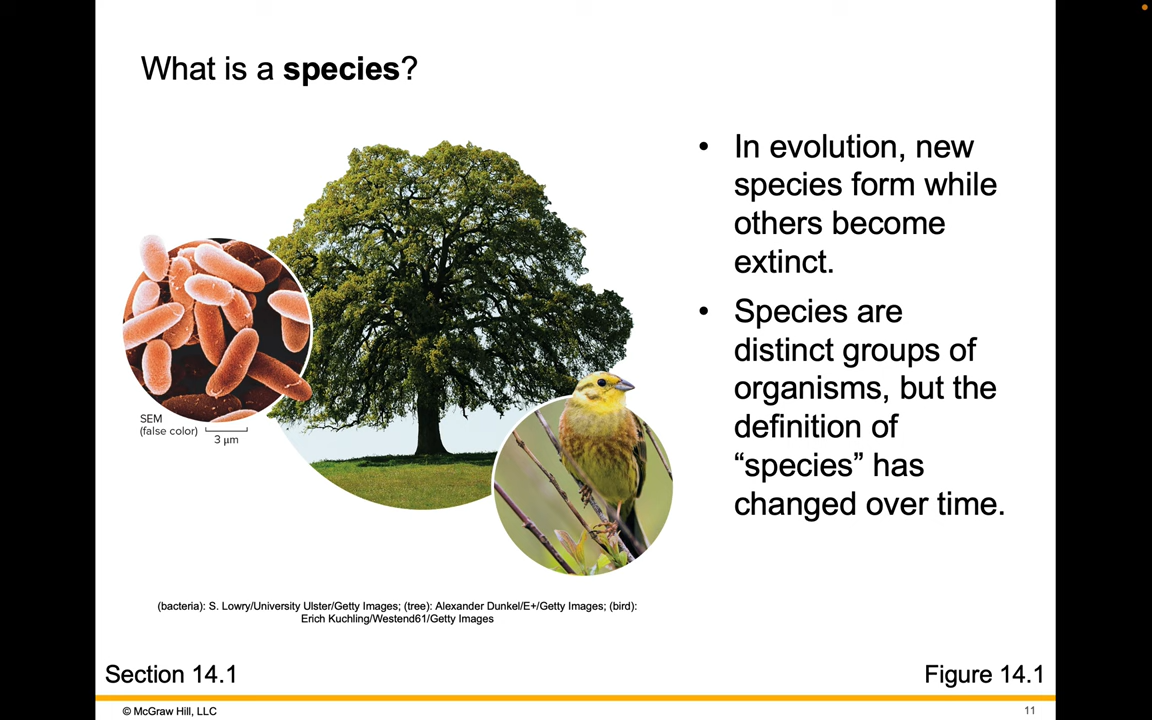 What is a species?
In evolution, new
species form while
others become
extinct.
Species are
distinct groups of
organisms, but the
definition of
“species” has
changed over time.
SEM
(false color)
3 μm
(bacteria): S. Lowry/University Ulster/Getty Images; (tree): Alexander Dunkel/E+/Getty Images; (bird):
Erich Kuchling/Westend61/Getty Images
Section 14.1
Figure 14.1
© McGraw Hill, LLC
11